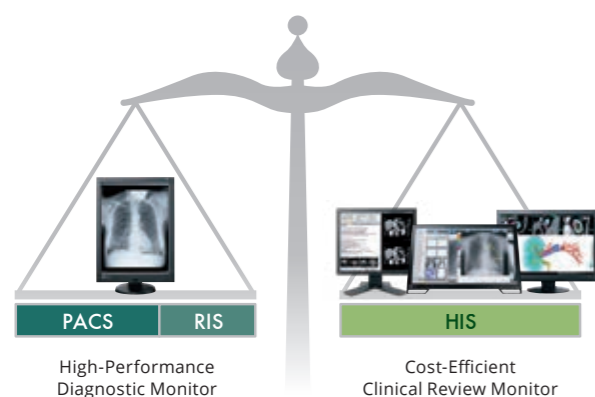 PACS
RIS
HIS
High-Performance
Diagnostic Monitor
Cost-Efficient
Clinical Review Monitor